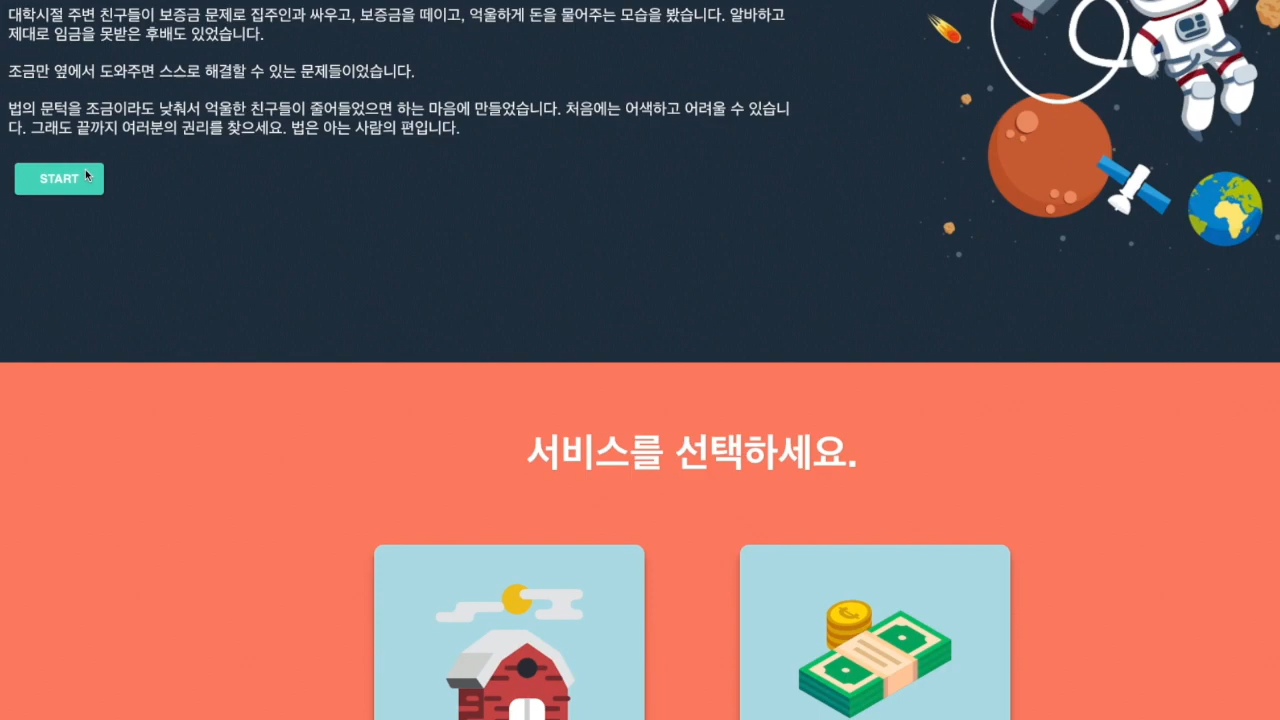 대학시절 주변 친구들이 보증금 문제로 집주인과 싸우고, 보증금을 떼이고, 억울하게 돈을 물어주는 모습을 봤습니다. 알바하고
제대로 임금을 못받은 후배도 있었습니다.
조금만 옆에서 도와주면 스스로 해결할 수 있는 문제들이었습니다.
법의 문턱을 조금이라도 낮춰서 억울한 친구들이 줄어들었으면 하는 마음에 만들었습니다. 처음에는 어색하고 어려울 수 있습니
다. 그래도 끝까지 여러분의 권리를 찾으세요. 법은 아는 사람의 편입니다.
START
서비스를 선택하세요.